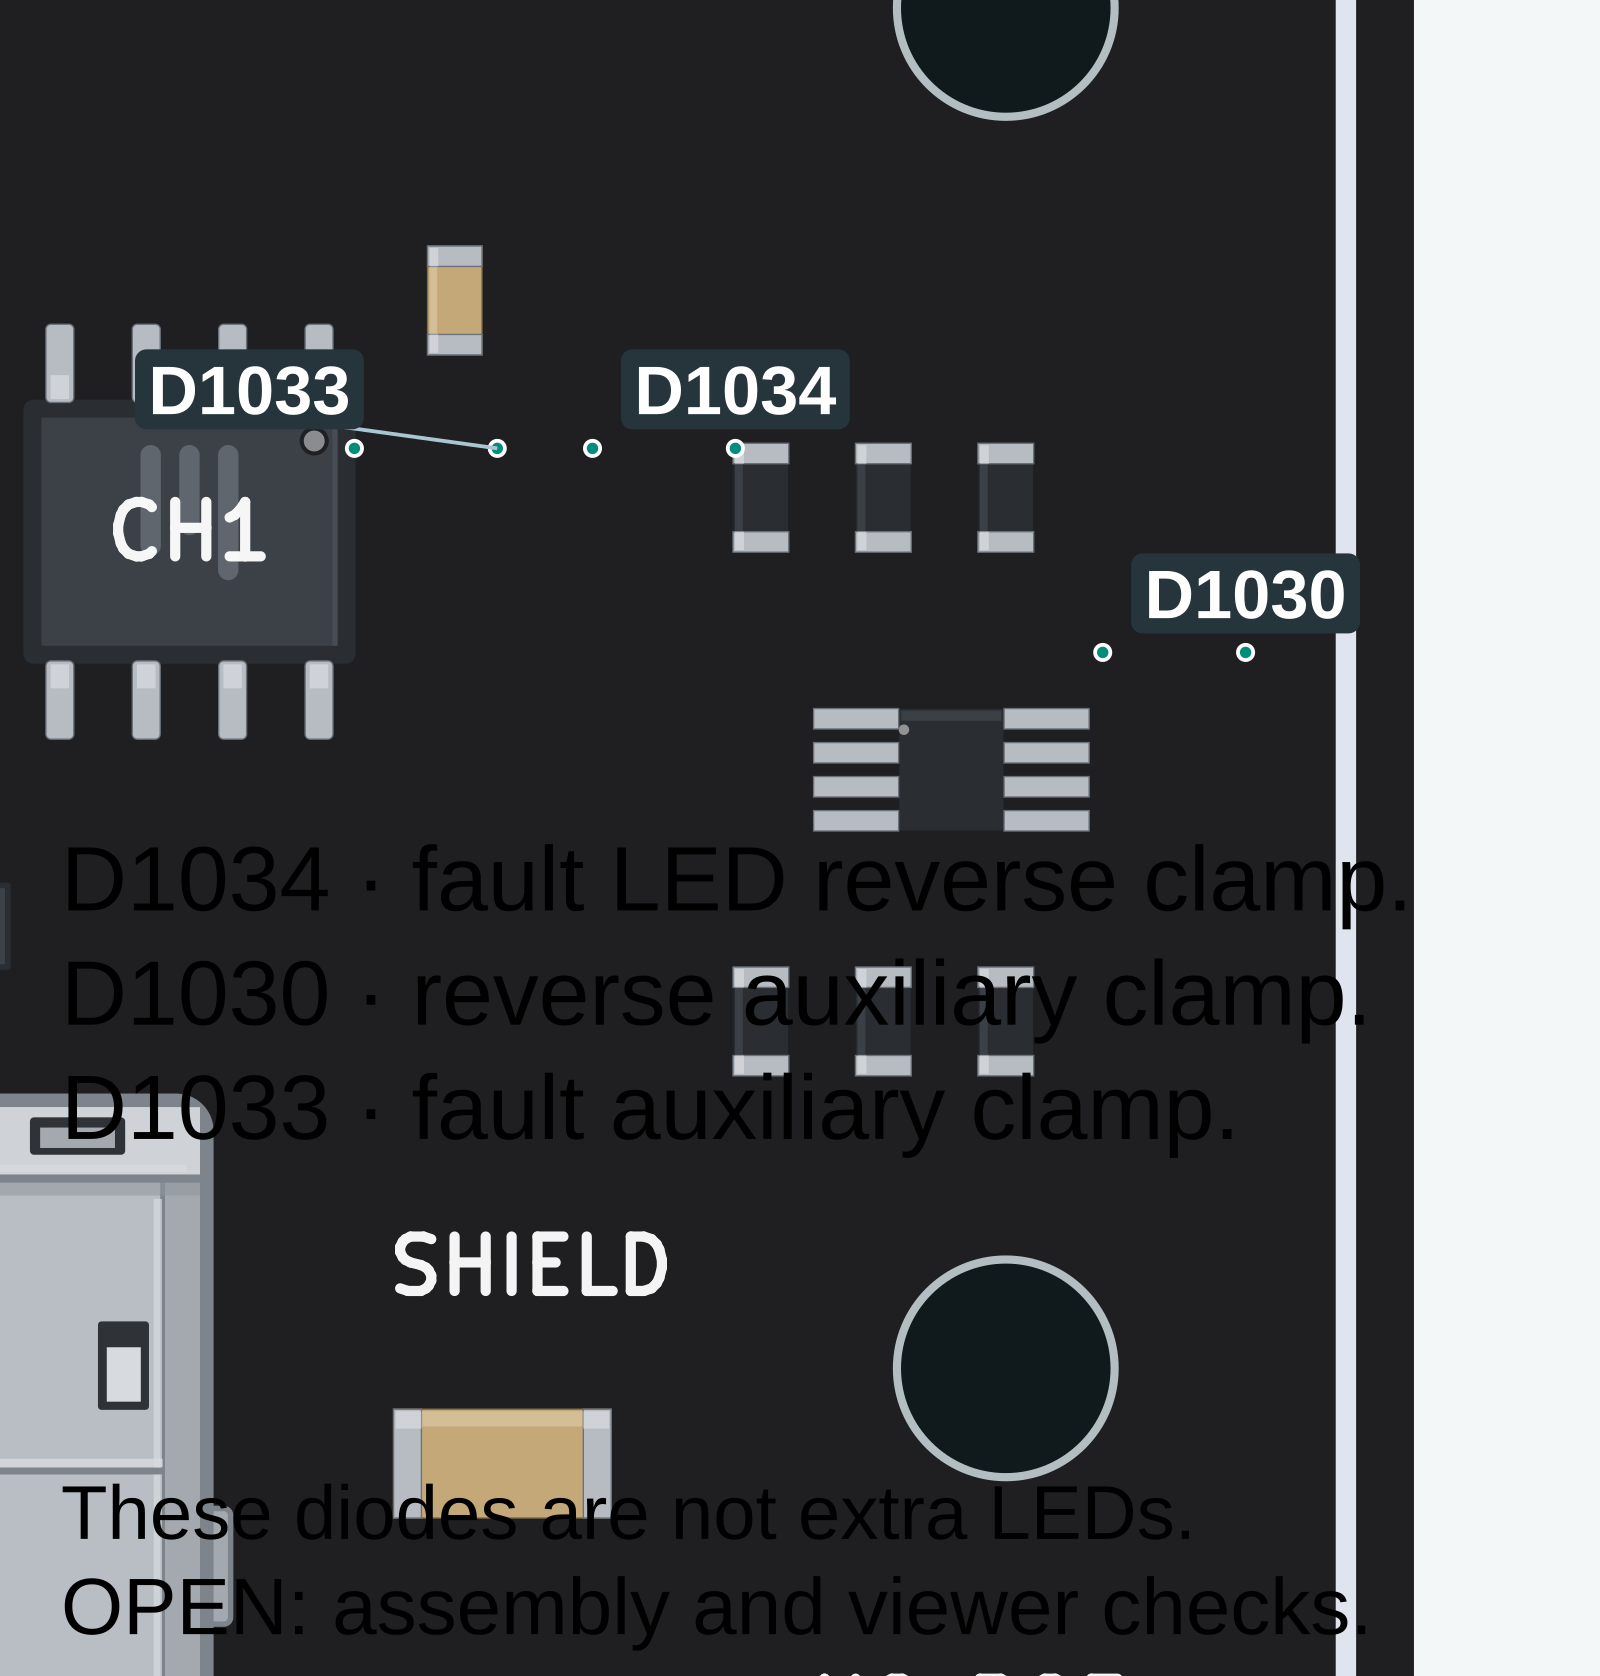 D1033
D1034
CH1
D1030
D1034 · fault LED reverse clamp.
D1030 · reverse auxiliary clamp.
D1033 · fault auxiliary clamp.
SHIELD
These diodes are not extra LEDs.
OPEN: assembly and viewer checks.